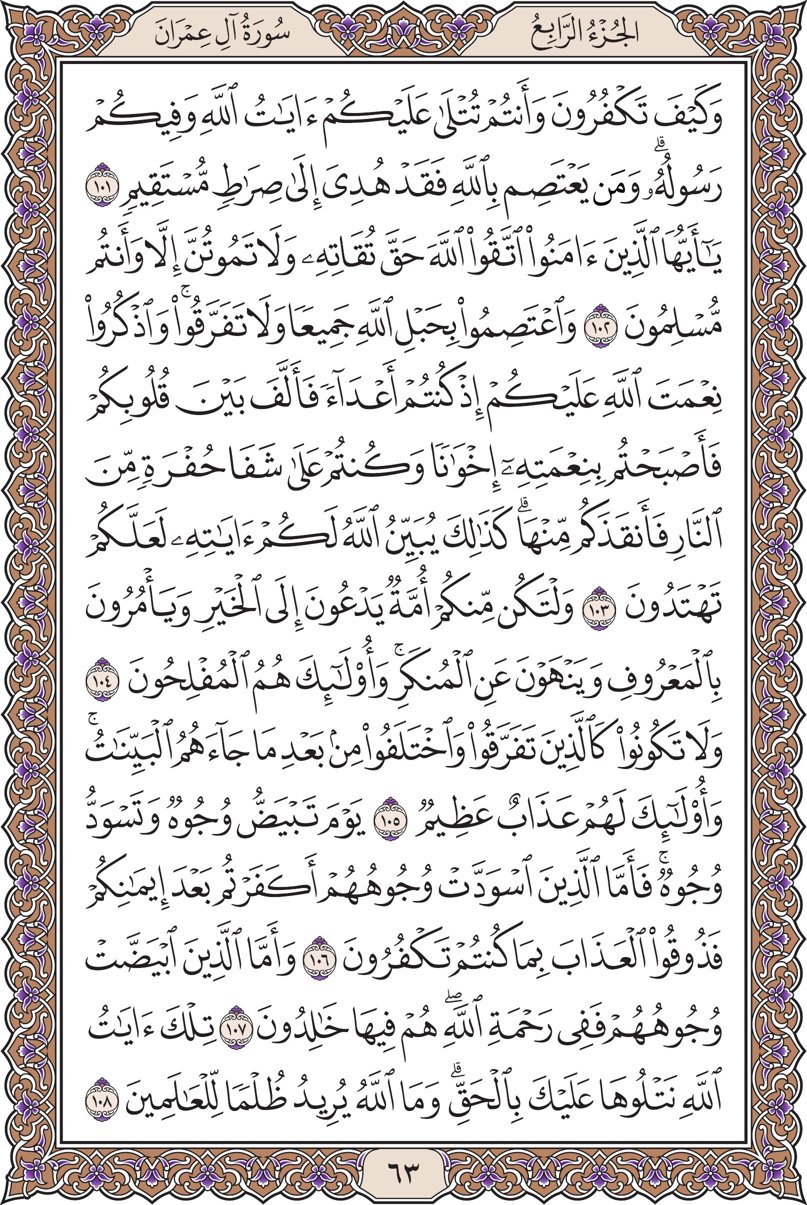 الجُزْءُ الرَّابِعُ
سُورَةُ آلِ عِمْرَانَ
وَكَيْفَ تَكْفُرُونَ وَأَنتُمْ تُتْلَىٰ عَلَيْكُمْ ءَايَـٰتُ ٱللَّهِ وَفِيكُمْ
رَسُولُهُۥۗ وَمَن يَعْتَصِم بِٱللَّهِ فَقَدْ هُدِىَ إِلَىٰ صِرَٰطٍ مُّسْتَقِيمٍ ١٠١
يَـٰٓأَيُّهَا ٱلَّذِينَ ءَامَنُوا۟ ٱتَّقُوا۟ ٱللَّهَ حَقَّ تُقَاتِهِۦ وَلَا تَمُوتُنَّ إِلَّا وَأَنتُم
مُّسْلِمُونَ ١٠٢ وَٱعْتَصِمُوا۟ بِحَبْلِ ٱللَّهِ جَمِيعًا وَلَا تَفَرَّقُوا۟ۚ وَٱذْكُرُوا۟
نِعْمَتَ ٱللَّهِ عَلَيْكُمْ إِذْ كُنتُمْ أَعْدَآءً فَأَلَّفَ بَيْنَ قُلُوبِكُمْ
فَأَصْبَحْتُم بِنِعْمَتِهِۦٓ إِخْوَٰنًا وَكُنتُمْ عَلَىٰ شَفَا حُفْرَةٍ مِّنَ
ٱلنَّارِ فَأَنقَذَكُم مِّنْهَاۗ كَذَٰلِكَ يُبَيِّنُ ٱللَّهُ لَكُمْ ءَايَـٰتِهِۦ لَعَلَّكُمْ
تَهْتَدُونَ ١٠٣ وَلْتَكُن مِّنكُمْ أُمَّةٌ يَدْعُونَ إِلَى ٱلْخَيْرِ وَيَأْمُرُونَ
بِٱلْمَعْرُوفِ وَيَنْهَوْنَ عَنِ ٱلْمُنكَرِۚ وَأُو۟لَـٰٓئِكَ هُمُ ٱلْمُفْلِحُونَ ١٠٤
وَلَا تَكُونُوا۟ كَٱلَّذِينَ تَفَرَّقُوا۟ وَٱخْتَلَفُوا۟ مِنۢ بَعْدِ مَا جَآءَهُمُ ٱلْبَيِّنَـٰتُۚ
وَأُو۟لَـٰٓئِكَ لَهُمْ عَذَابٌ عَظِيمٌ ١٠٥ يَوْمَ تَبْيَضُّ وُجُوهٌ وَتَسْوَدُّ
وُجُوهٌۚ فَأَمَّا ٱلَّذِينَ ٱسْوَدَّتْ وُجُوهُهُمْ أَكَفَرْتُم بَعْدَ إِيمَـٰنِكُمْ
فَذُوقُوا۟ ٱلْعَذَابَ بِمَا كُنتُمْ تَكْفُرُونَ ١٠٦ وَأَمَّا ٱلَّذِينَ ٱبْيَضَّتْ
وُجُوهُهُمْ فَفِى رَحْمَةِ ٱللَّهِۖ هُمْ فِيهَا خَـٰلِدُونَ ١٠٧ تِلْكَ ءَايَـٰتُ
ٱللَّهِ نَتْلُوهَا عَلَيْكَ بِٱلْحَقِّۗ وَمَا ٱللَّهُ يُرِيدُ ظُلْمًا لِّلْعَـٰلَمِينَ ١٠٨
٦٣